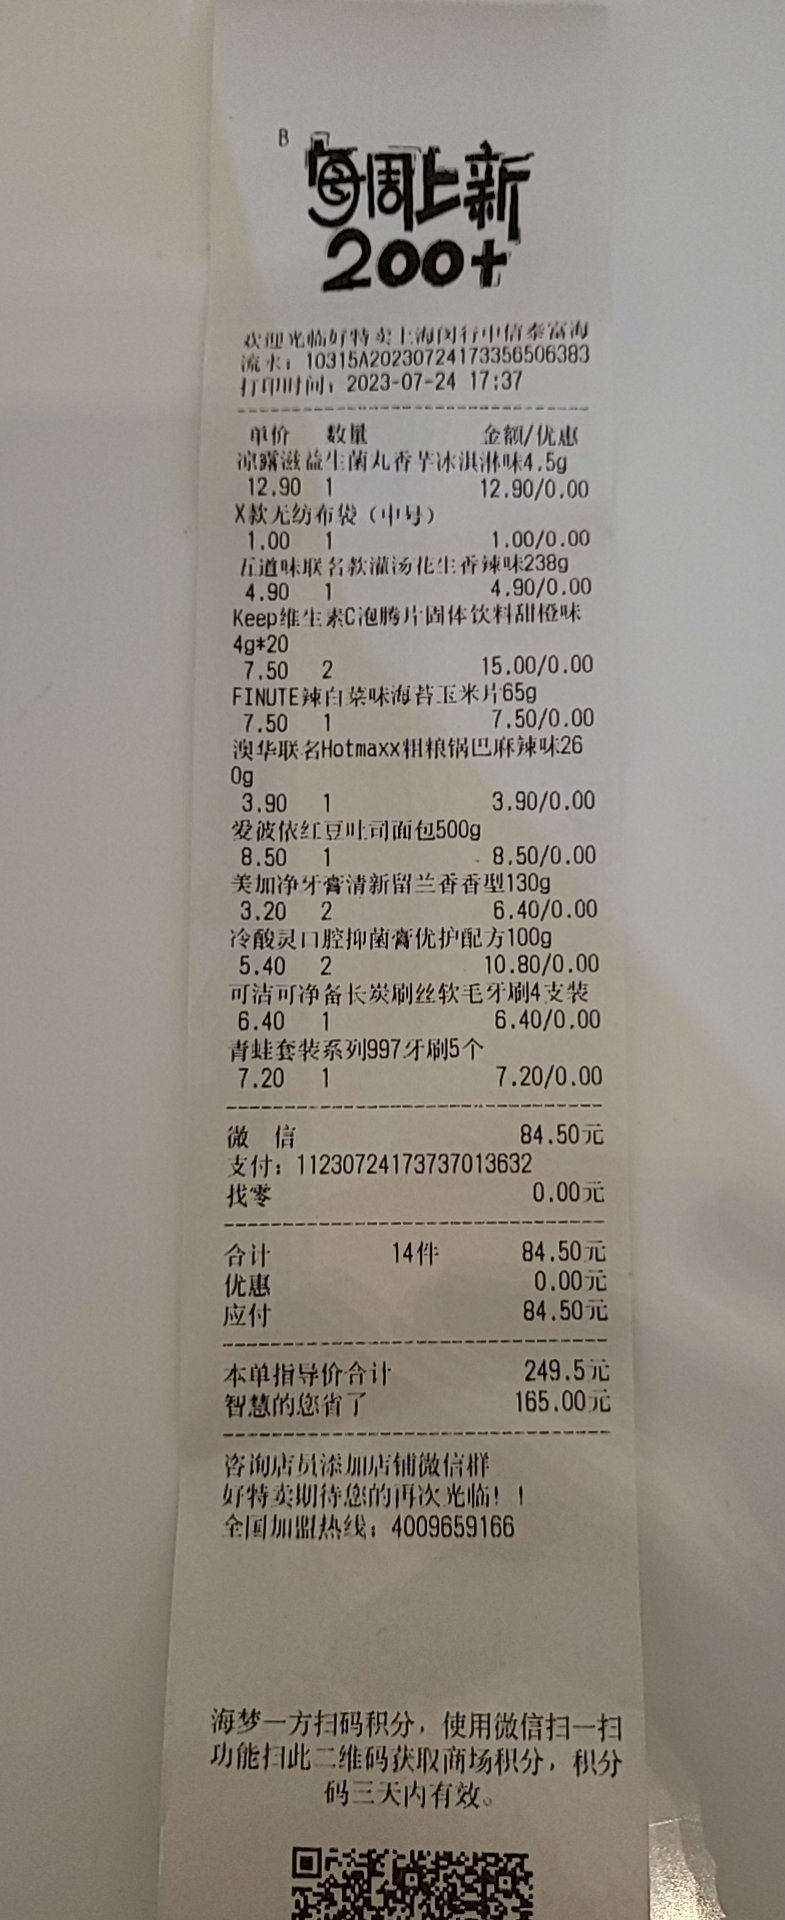 B
每周上新
200+
欢迎光临好特卖上海闵行中信泰富海
流水：10315A20230724173356506383
打印时间：2023-07-24 17:37
单价 数量 金额/优惠
凉露滋益生菌丸香芋冰淇淋味4.5g
12.90 1 12.90/0.00
X款无纺布袋（中号）
1.00 1 1.00/0.00
五道味联名款灌汤花生香辣味238g
4.90 1 4.90/0.00
Keep维生素C泡腾片固体饮料甜橙味
4g*20
7.50 2 15.00/0.00
FINUTE辣白菜味海苔玉米片65g
7.50 1 7.50/0.00
澳华联名Hotmaxx粗粮锅巴麻辣味26
0g
3.90 1 3.90/0.00
爱彼依红豆吐司面包500g
8.50 1 8.50/0.00
美加净牙膏清新留兰香香型130g
3.20 2 6.40/0.00
冷酸灵口腔抑菌膏优护配方100g
5.40 2 10.80/0.00
可洁可净备长炭刷丝软毛牙刷4支装
6.40 1 6.40/0.00
青蛙套装系列997牙刷5个
7.20 1 7.20/0.00
微 信 84.50元
支付：11230724173737013632
找零 0.00元
合计 14件 84.50元
优惠 0.00元
应付 84.50元
本单指导价合计 249.5元
智慧的您省了 165.00元
咨询店员添加店铺微信群
好特卖期待您的再次光临！！
全国加盟热线：4009659166
海梦一方扫码积分，使用微信扫一扫
功能扫此二维码获取商场积分，积分
码三天内有效。